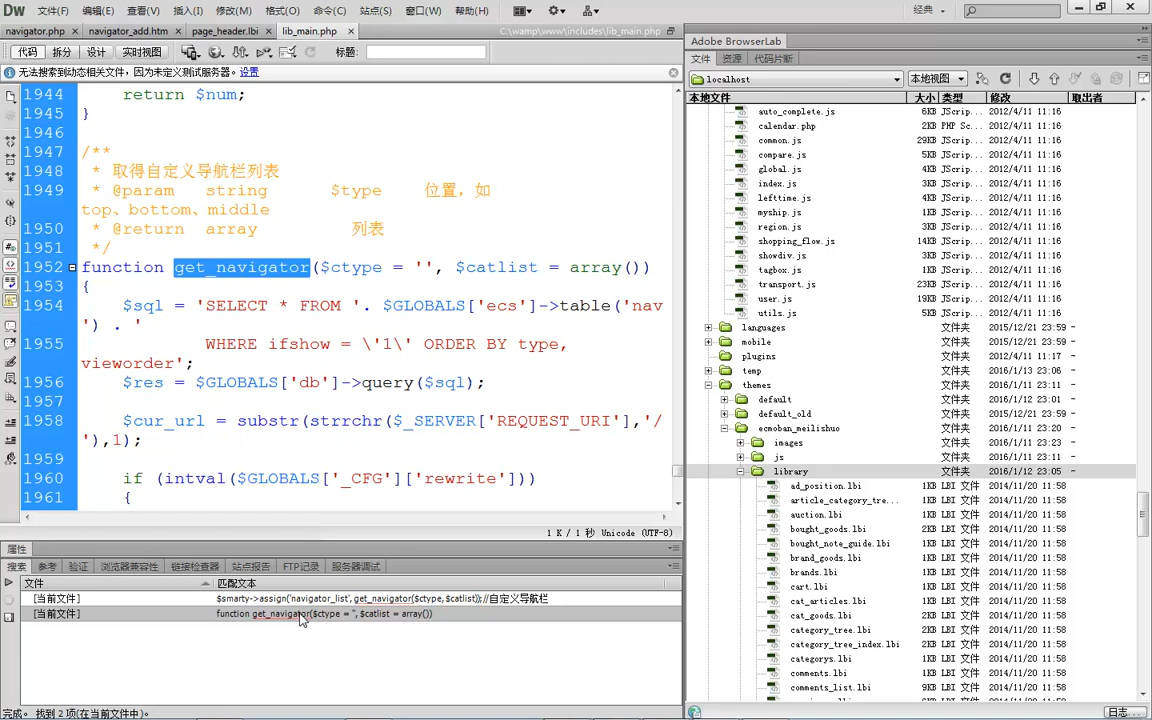 Dw 文件(F) 编辑(E) 查看(V) 插入(I) 修改(M) 格式(O) 命令(C) 站点(S) 窗口(W) 帮助(H) 经典
navigator.php × navigator_add.htm × page_header.lbi × lib_main.php × C:\wamp\www\includes\lib_main.php
代码 拆分 设计 实时视图 标题:
无法搜索到动态相关文件，因为未定义测试服务器。 设置
1944 return $num;
1945 }
1946
1947 /**
1948 * 取得自定义导航栏列表
1949 * @param string $type 位置，如
top、bottom、middle
1950 * @return array 列表
1951 */
1952 function get_navigator($ctype = '', $catlist = array())
1953 {
1954 $sql = 'SELECT * FROM '. $GLOBALS['ecs']->table('nav
') . '
1955 WHERE ifshow = \'1\' ORDER BY type,
vieworder';
1956 $res = $GLOBALS['db']->query($sql);
1957
1958 $cur_url = substr(strrchr($_SERVER['REQUEST_URI'],'/
'),1);
1959
1960 if (intval($GLOBALS['_CFG']['rewrite']))
1961 {
1 K / 1 秒 Unicode (UTF-8)
属性
搜索 参考 验证 浏览器兼容性 链接检查器 站点报告 FTP记录 服务器调试
文件 匹配文本
[当前文件] $smarty->assign('navigator_list', get_navigator($ctype, $catlist));//自定义导航栏
[当前文件] function get_navigator($ctype = '', $catlist = array())
完成。 找到 2 项(在当前文件中)。
Adobe BrowserLab
文件 资源 代码片断
localhost 本地视图
本地文件 大小 类型 修改 取出者
auto_complete.js 6KB JScrip... 2012/4/11 11:16
calendar.php 2KB PHP Sc... 2012/4/11 11:16
common.js 29KB JScrip... 2012/4/11 11:16
compare.js 5KB JScrip... 2012/4/11 11:16
global.js 4KB JScrip... 2012/4/11 11:16
index.js 3KB JScrip... 2012/4/11 11:16
lefttime.js 4KB JScrip... 2012/4/11 11:16
myship.js 1KB JScrip... 2012/4/11 11:16
region.js 3KB JScrip... 2012/4/11 11:16
shopping_flow.js 14KB JScrip... 2012/4/11 11:16
showdiv.js 3KB JScrip... 2012/4/11 11:16
tagbox.js 1KB JScrip... 2012/4/11 11:16
transport.js 23KB JScrip... 2012/4/11 11:16
user.js 19KB JScrip... 2012/4/11 11:16
utils.js 5KB JScrip... 2012/4/11 11:16
languages 文件夹 2015/12/21 23:59 -
mobile 文件夹 2015/12/21 23:59 -
plugins 文件夹 2012/4/11 11:17 -
temp 文件夹 2016/1/13 23:06 -
themes 文件夹 2016/1/11 23:11 -
default 文件夹 2016/1/12 23:01 -
default_old 文件夹 2015/12/21 23:59 -
ecmoban_meilishuo 文件夹 2016/1/11 23:20 -
images 文件夹 2016/1/11 23:23 -
js 文件夹 2016/1/11 23:11 -
library 文件夹 2016/1/12 23:05 -
ad_position.lbi 1KB LBI 文件 2014/11/20 11:58
article_category_tre... 1KB LBI 文件 2014/11/20 11:58
auction.lbi 1KB LBI 文件 2014/11/20 11:58
bought_goods.lbi 2KB LBI 文件 2014/11/20 11:58
bought_note_guide.lbi 1KB LBI 文件 2014/11/20 11:58
brand_goods.lbi 2KB LBI 文件 2014/11/20 11:58
brands.lbi 1KB LBI 文件 2014/11/20 11:58
cart.lbi 1KB LBI 文件 2014/11/20 11:58
cat_articles.lbi 1KB LBI 文件 2014/11/20 11:58
cat_goods.lbi 2KB LBI 文件 2014/11/20 11:58
category_tree.lbi 1KB LBI 文件 2014/11/20 11:58
category_tree_index.lbi 2KB LBI 文件 2014/11/20 11:58
categorys.lbi 1KB LBI 文件 2014/11/20 11:58
comments.lbi 1KB LBI 文件 2014/11/20 11:58
comments_list.lbi 9KB LBI 文件 2014/11/20 11:58
日志...